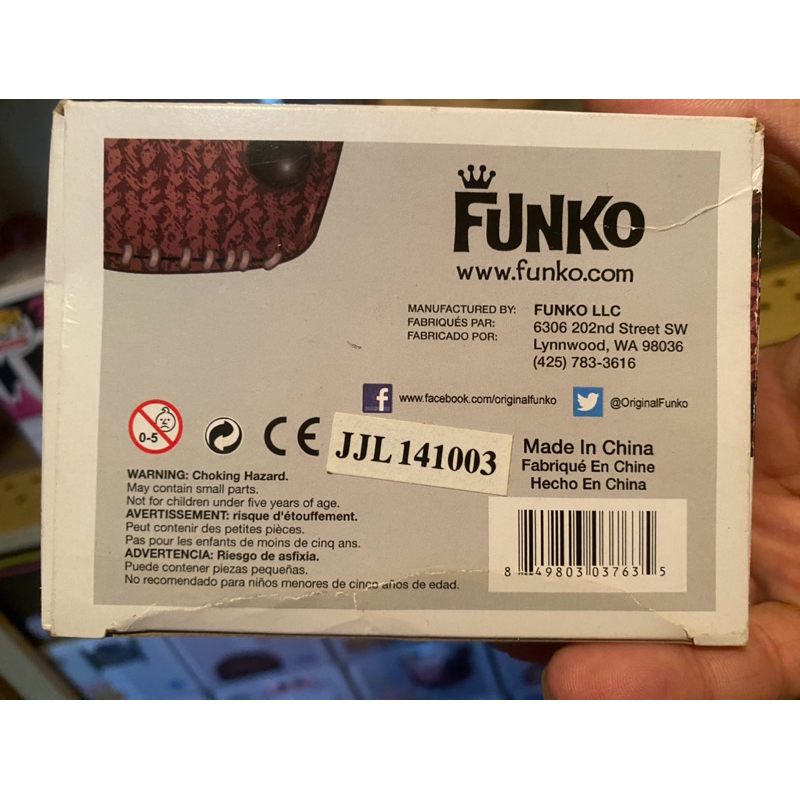 FUNKO
www.funko.com
MANUFACTURED BY: FUNKO LLC
FABRIQUÉS PAR: 6306 202nd Street SW
FABRICADO POR: Lynnwood, WA 98036
(425) 783-3616
f www.facebook.com/originalfunko @OriginalFunko
0-5 CE JJL 141003
Made In China
Fabriqué En Chine
Hecho En China
WARNING: Choking Hazard.
May contain small parts.
Not for children under five years of age.
AVERTISSEMENT: risque d'étouffement.
Peut contenir des petites pièces.
Pas pour les enfants de moins de cinq ans.
ADVERTENCIA: Riesgo de asfixia.
Puede contener piezas pequeñas.
No recomendado para niños menores de cinco años de edad.
8 49803 03763 5